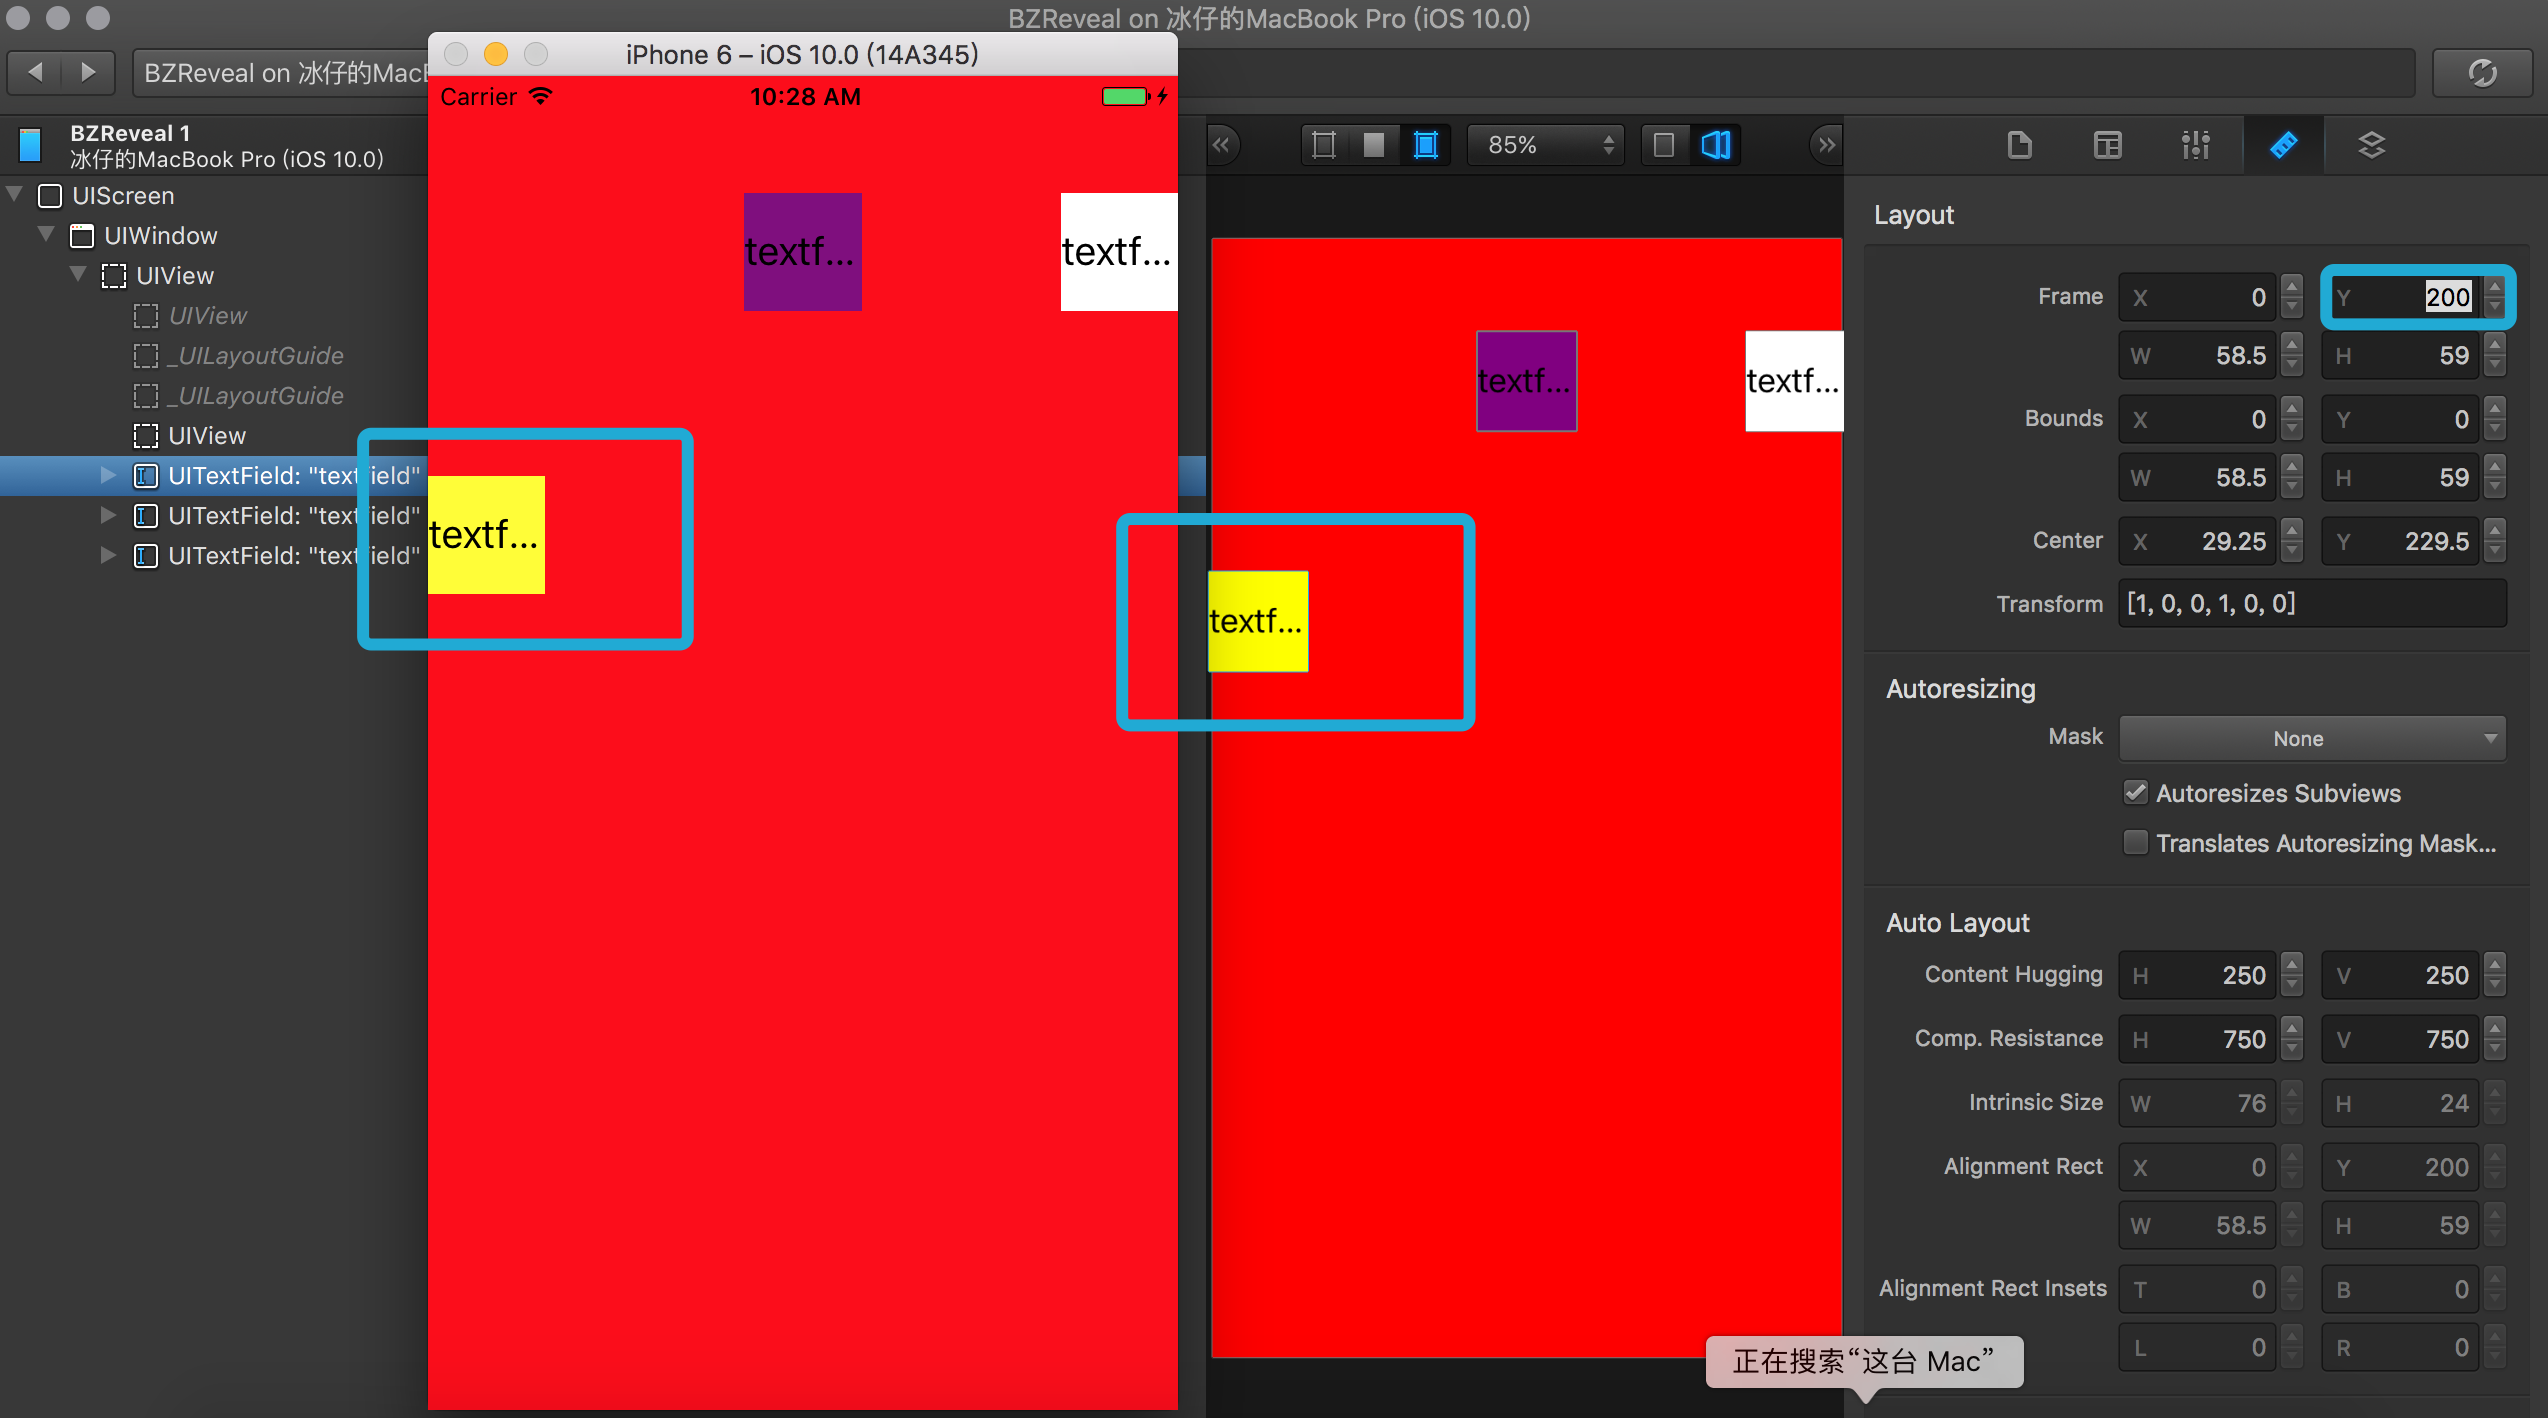 BZReveal on 冰仔的MacBook Pro (iOS 10.0)
BZReveal on 冰仔的Mac
iPhone 6 – iOS 10.0 (14A345)
Carrier
10:28 AM
BZReveal 1
冰仔的MacBook Pro (iOS 10.0)
85%
UIScreen
UIWindow
UIView
UIView
_UILayoutGuide
_UILayoutGuide
UIView
UITextField: "textfield"
UITextField: "textfield"
UITextField: "textfield"
textf...
textf...
textf...
textf...
textf...
textf...
Layout
Frame X 0 Y 200
W 58.5 H 59
Bounds X 0 Y 0
W 58.5 H 59
Center X 29.25 Y 229.5
Transform [1, 0, 0, 1, 0, 0]
Autoresizing
Mask None
Autoresizes Subviews
Translates Autoresizing Mask...
Auto Layout
Content Hugging H 250 V 250
Comp. Resistance H 750 V 750
Intrinsic Size W 76 H 24
Alignment Rect X 0 Y 200
W 58.5 H 59
Alignment Rect Insets T 0 B 0
L 0 R 0
正在搜索“这台 Mac”